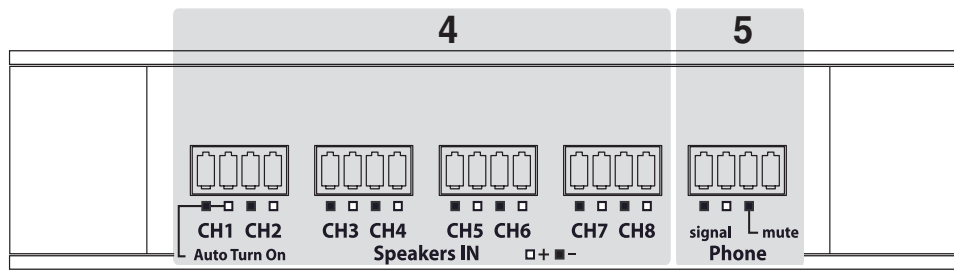 4 5
CH1 CH2 CH3 CH4 CH5 CH6 CH7 CH8 signal mute
Auto Turn On Speakers IN + - Phone